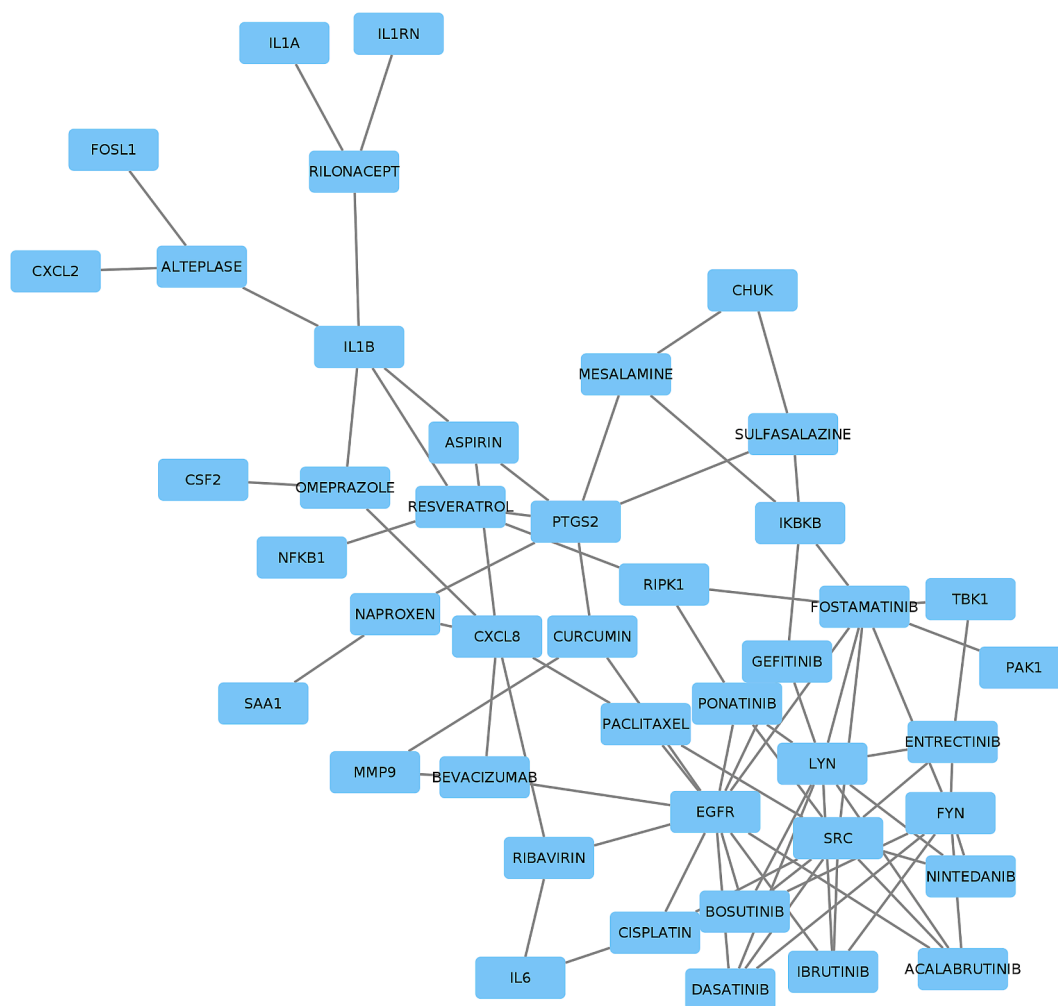 IL1RN
IL1A
FOSL1
RILONACEPT
ALTEPLASE
CXCL2
CHUK
IL1B
MESALAMINE
SULFASALAZINE
ASPIRIN
CSF2
OMEPRAZOLE
RESVERATROL
PTGS2
IKBKB
NFKB1
RIPK1
TBK1
FOSTAMATINIB
NAPROXEN
CXCL8
CURCUMIN
GEFITINIB
PAK1
SAA1
PONATINIB
PACLITAXEL
ENTRECTINIB
LYN
MMP9
BEVACIZUMAB
EGFR
FYN
SRC
RIBAVIRIN
NINTEDANIB
BOSUTINIB
CISPLATIN
IL6
IBRUTINIB
ACALABRUTINIB
DASATINIB